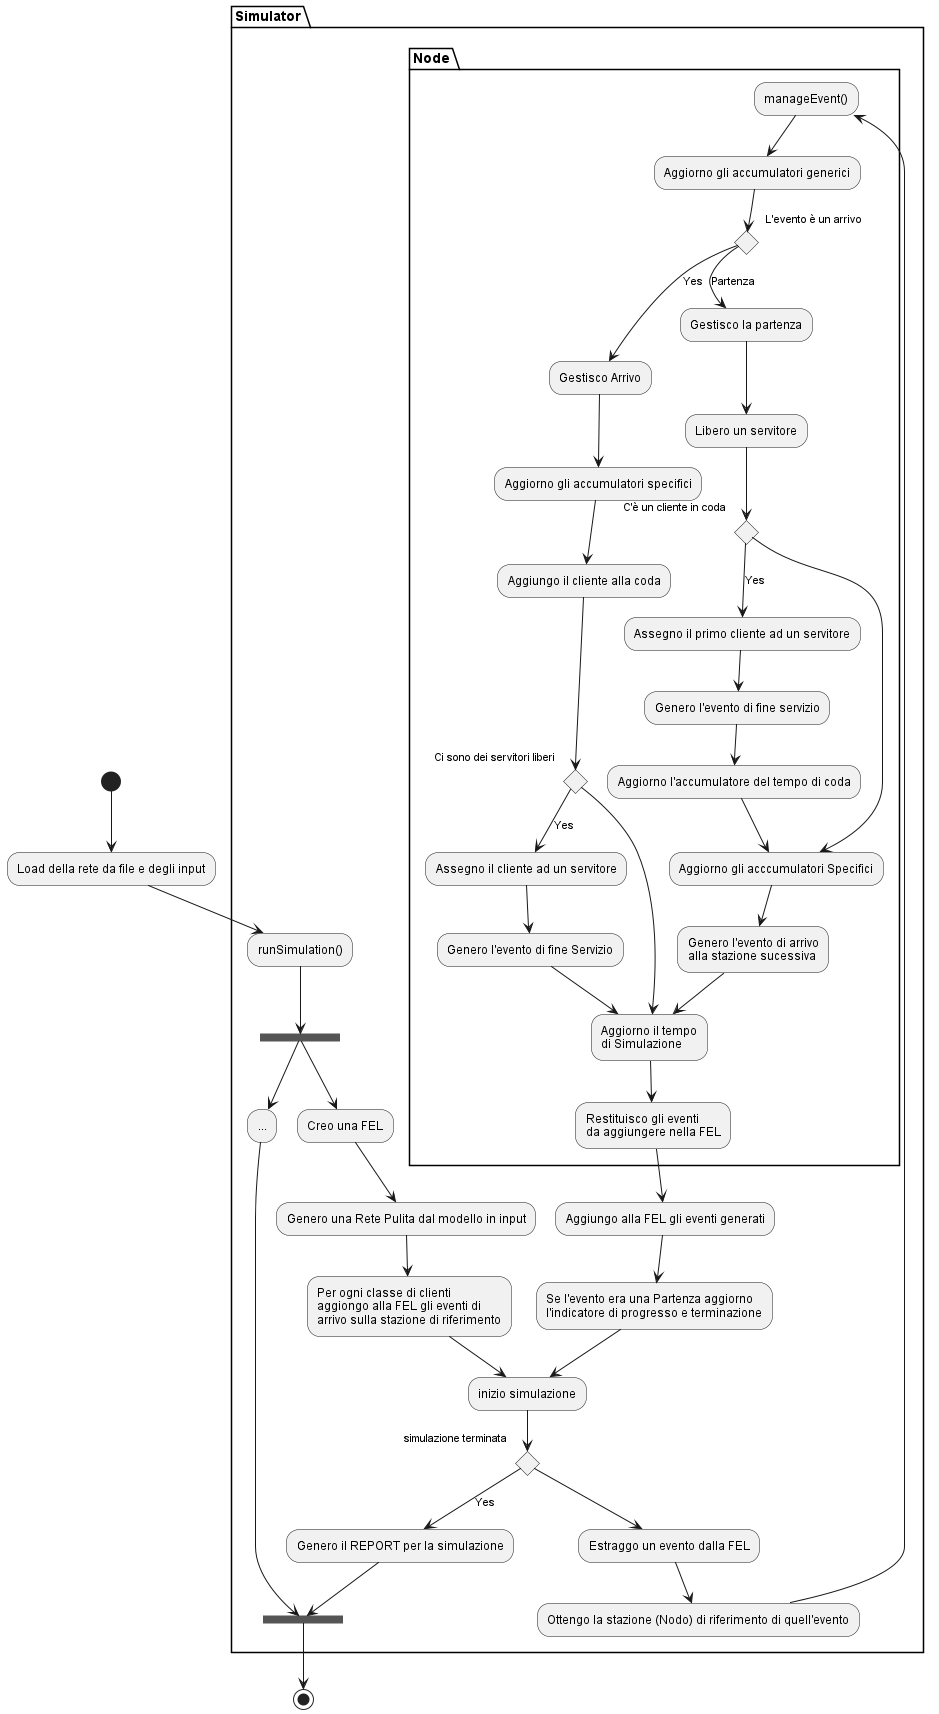 Simulator
Node
manageEvent()
Aggiorno gli accumulatori generici
L'evento è un arrivo
Yes
Partenza
Gestisco la partenza
Gestisco Arrivo
Libero un servitore
Aggiorno gli accumulatori specifici
C'è un cliente in coda
Aggiungo il cliente alla coda
Yes
Assegno il primo cliente ad un servitore
Genero l'evento di fine servizio
Ci sono dei servitori liberi
Aggiorno l'accumulatore del tempo di coda
Yes
Load della rete da file e degli input
Assegno il cliente ad un servitore
Aggiorno gli acccumulatori Specifici
runSimulation()
Genero l'evento di fine Servizio
Genero l'evento di arrivo
alla stazione sucessiva
Aggiorno il tempo
di Simulazione
...
Creo una FEL
Restituisco gli eventi
da aggiungere nella FEL
Genero una Rete Pulita dal modello in input
Aggiungo alla FEL gli eventi generati
Per ogni classe di clienti
aggiongo alla FEL gli eventi di
arrivo sulla stazione di riferimento
Se l'evento era una Partenza aggiorno
l'indicatore di progresso e terminazione
inizio simulazione
simulazione terminata
Yes
Genero il REPORT per la simulazione
Estraggo un evento dalla FEL
Ottengo la stazione (Nodo) di riferimento di quell'evento